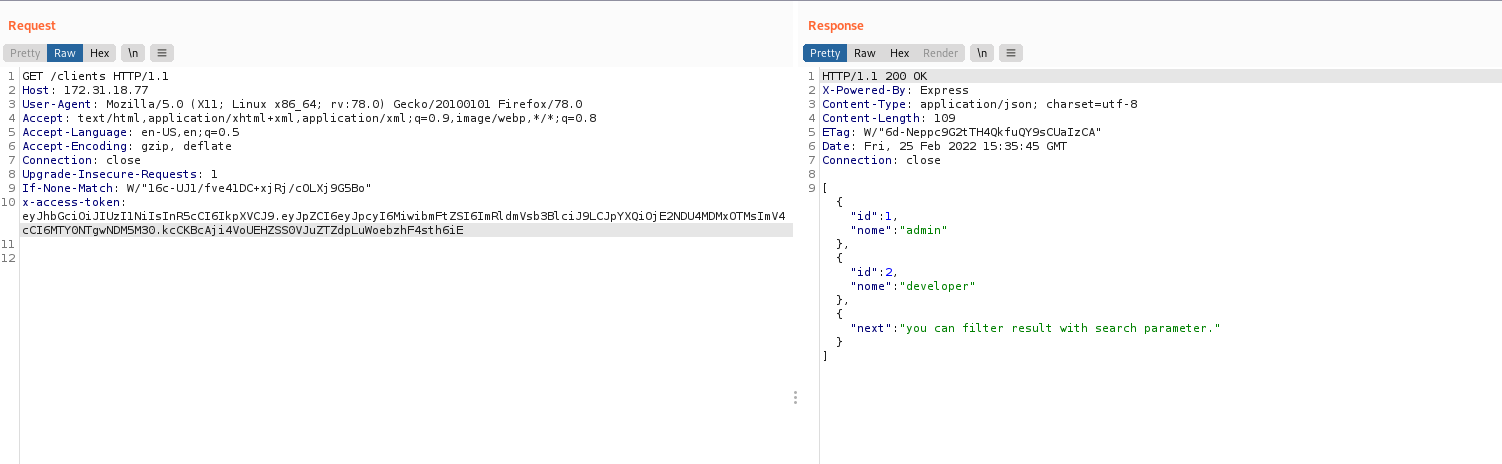 Request
Pretty Raw Hex \n ≡
1 GET /clients HTTP/1.1
2 Host: 172.31.18.77
3 User-Agent: Mozilla/5.0 (X11; Linux x86_64; rv:78.0) Gecko/20100101 Firefox/78.0
4 Accept: text/html,application/xhtml+xml,application/xml;q=0.9,image/webp,*/*;q=0.8
5 Accept-Language: en-US,en;q=0.5
6 Accept-Encoding: gzip, deflate
7 Connection: close
8 Upgrade-Insecure-Requests: 1
9 If-None-Match: W/"16c-UJ1/fve41DC+xjRj/cOLXj9G5Bo"
10 x-access-token:
eyJhbGciOiJIUzI1NiIsInR5cCI6IkpXVCJ9.eyJpZCI6eyJpcyI6MiwibmFtZSI6ImRldmVsb3BlciJ9LCJpYXQiOjE2NDU4MDMxOTMsImV4
cCI6MTY0NTgwNDM5M30.kcCKBcAji4VoUEHZSS0VJuZTZdpLuWoebzhF4sth6iE
11
12
Response
Pretty Raw Hex Render \n ≡
1 HTTP/1.1 200 OK
2 X-Powered-By: Express
3 Content-Type: application/json; charset=utf-8
4 Content-Length: 109
5 ETag: W/"6d-Neppc9G2tTH4QkfuQY9sCUaIzCA"
6 Date: Fri, 25 Feb 2022 15:35:45 GMT
7 Connection: close
8
9 [
{
"id":1,
"nome":"admin"
},
{
"id":2,
"nome":"developer"
},
{
"next":"you can filter result with search parameter."
}
]